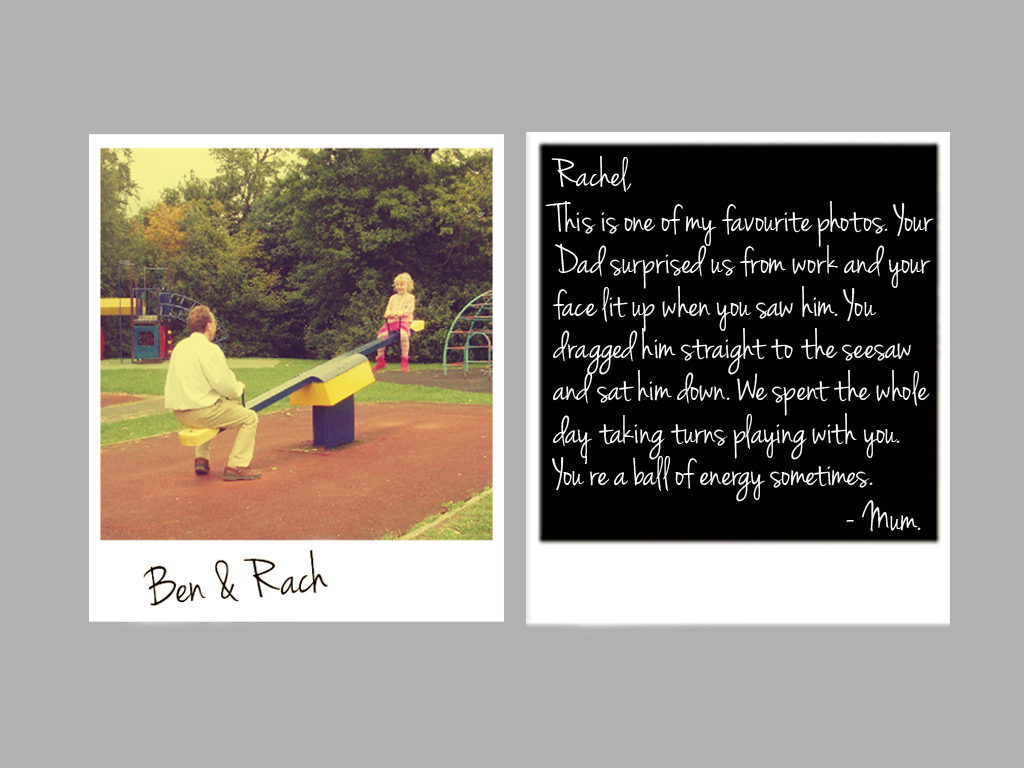 Ben & Rach
Rachel,
This is one of my favourite photos. Your
Dad surprised us from work and your
face lit up when you saw him. You
dragged him straight to the seesaw
and sat him down. We spent the whole
day taking turns playing with you.
You re a ball of energy sometimes.
- Mum.